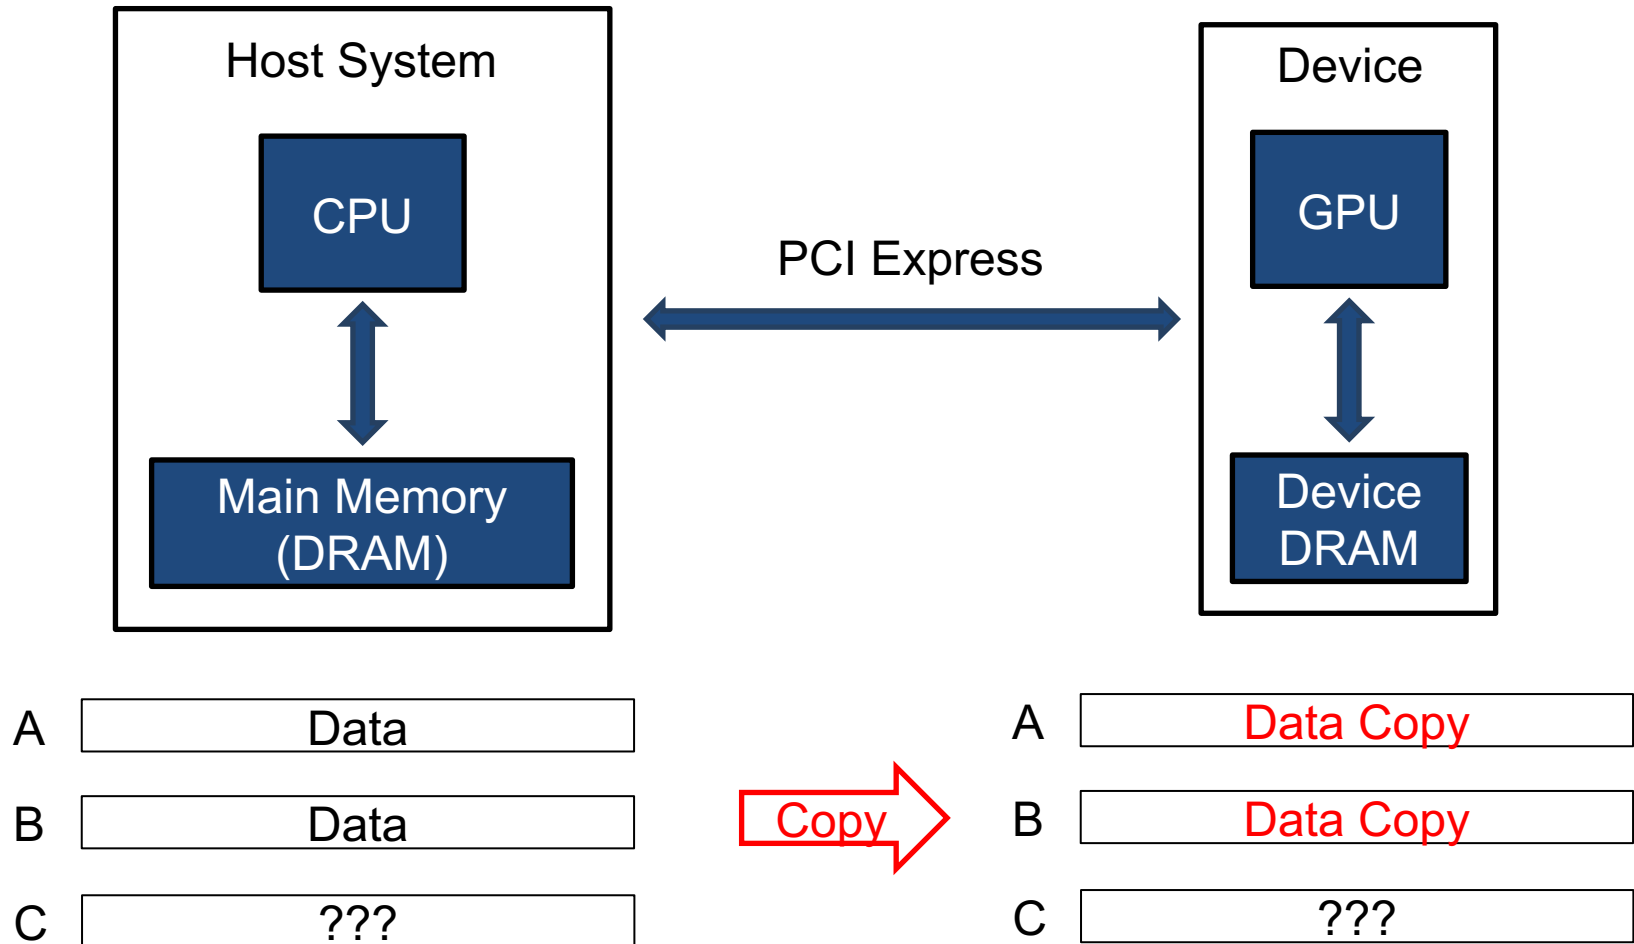 Host System
CPU
Main Memory
(DRAM)
PCI Express
Device
GPU
Device
DRAM
A Data
B Data
C ???
Copy
A Data Copy
B Data Copy
C ???